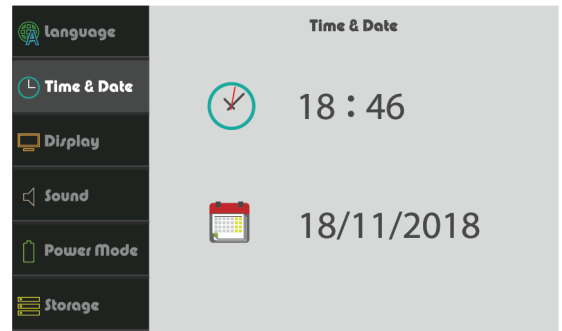 Language
Time & Date
Display
Sound
Power Mode
Storage
Time & Date
18 : 46
18/11/2018